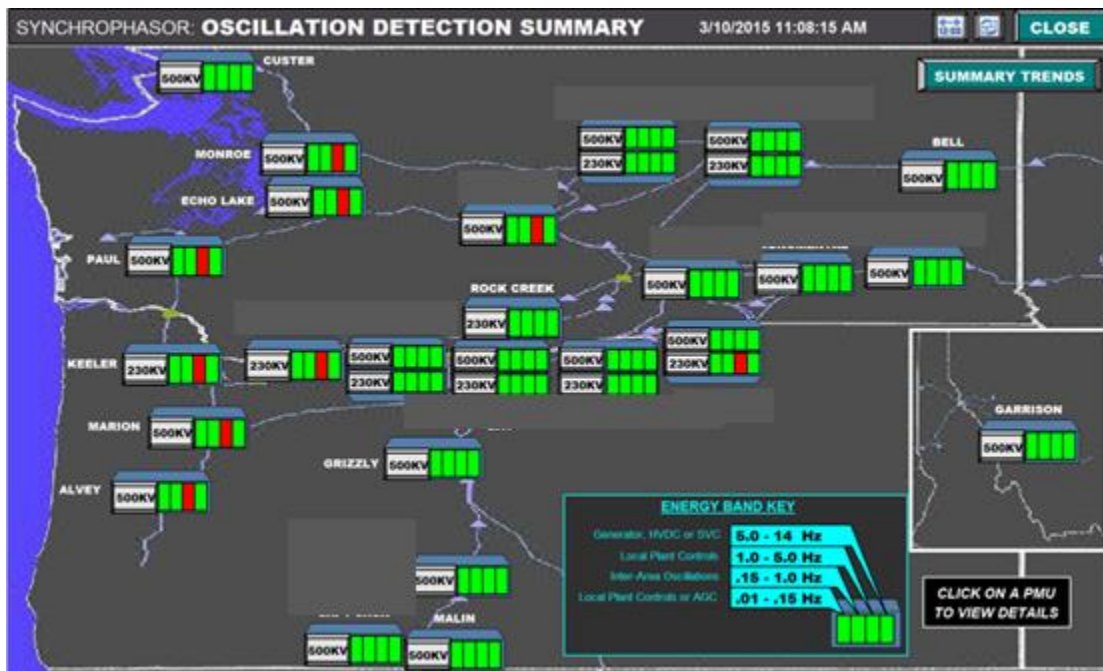 SYNCHROPHASOR: OSCILLATION DETECTION SUMMARY 3/10/2015 11:08:15 AM CLOSE
SUMMARY TRENDS
CUSTER
500KV
MONROE
500KV
500KV
230KV
500KV
230KV
BELL
500KV
ECHO LAKE
500KV
500KV
PAUL
500KV
500KV
500KV
500KV
ROCK CREEK
230KV
KEELER
230KV
230KV
500KV
230KV
500KV
230KV
500KV
230KV
500KV
230KV
MARION
500KV
GARRISON
500KV
GRIZZLY
500KV
ALVEY
500KV
500KV
MALIN
500KV
500KV
ENERGY BAND KEY
Generator, HVDC or SVC 5.0 - 14 Hz
Local Plant Controls 1.0 - 5.0 Hz
Inter-Area Oscillations .15 - 1.0 Hz
Local Plant Controls or AGC .01 - .15 Hz
CLICK ON A PMU
TO VIEW DETAILS